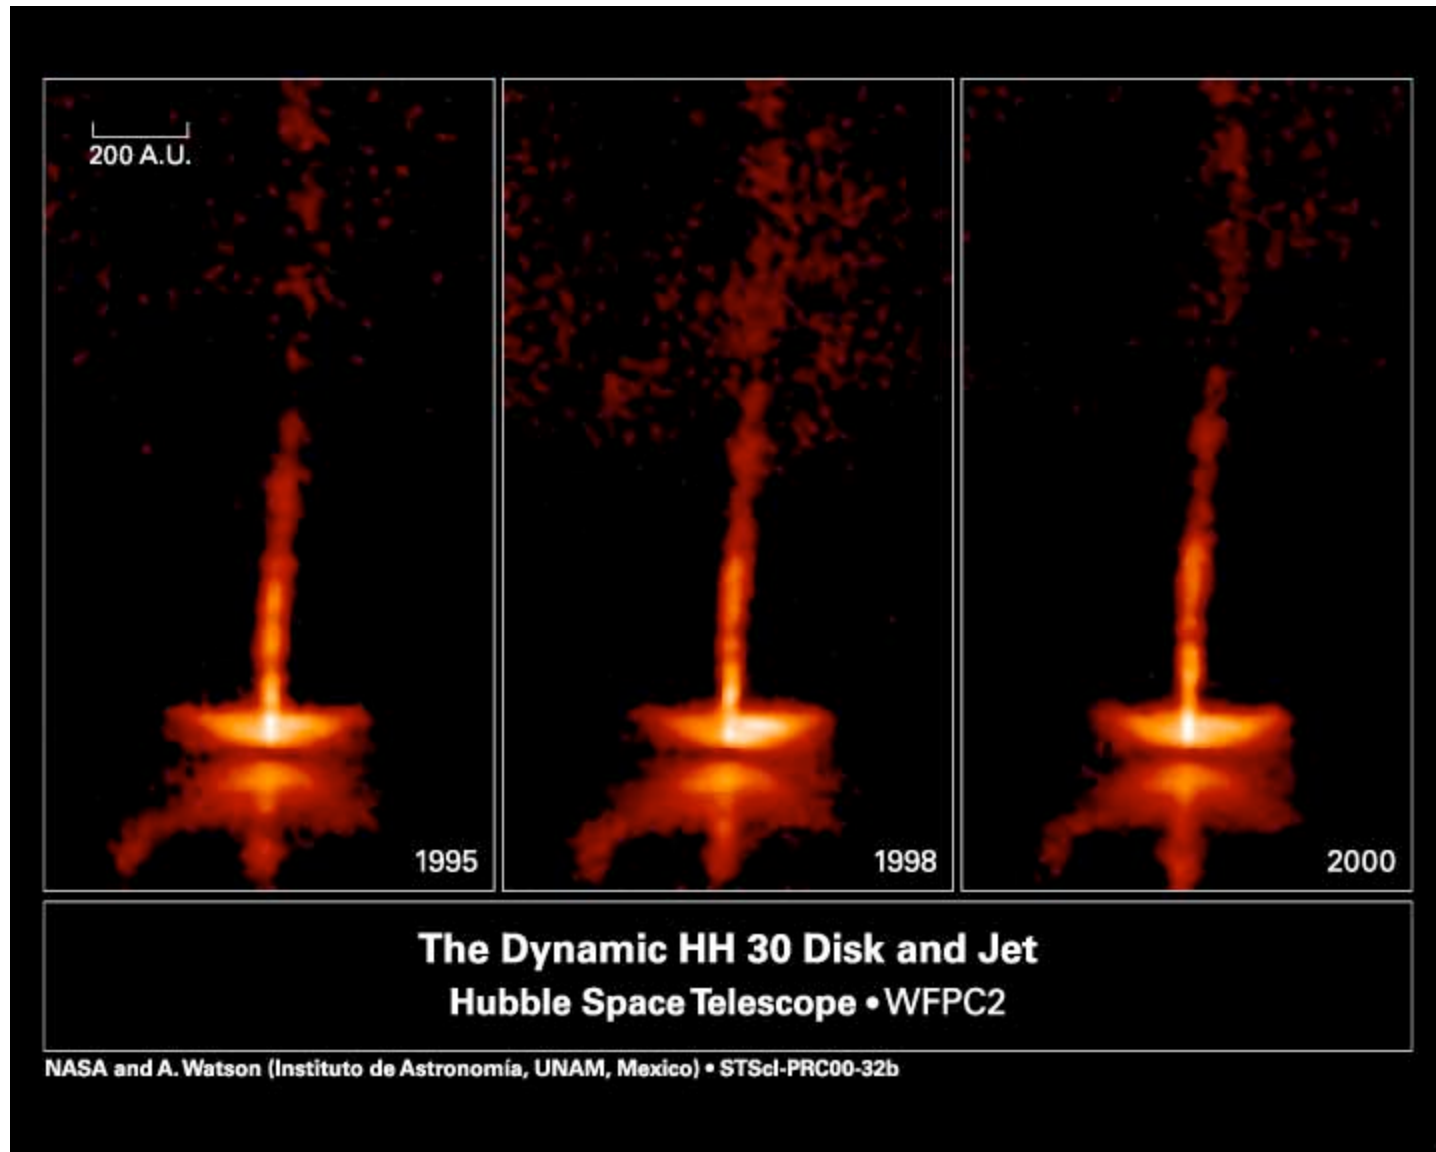 200 A.U.
1995
1998
2000
The Dynamic HH 30 Disk and Jet
Hubble Space Telescope • WFPC2
NASA and A. Watson (Instituto de Astronomía, UNAM, Mexico) • STScI-PRC00-32b